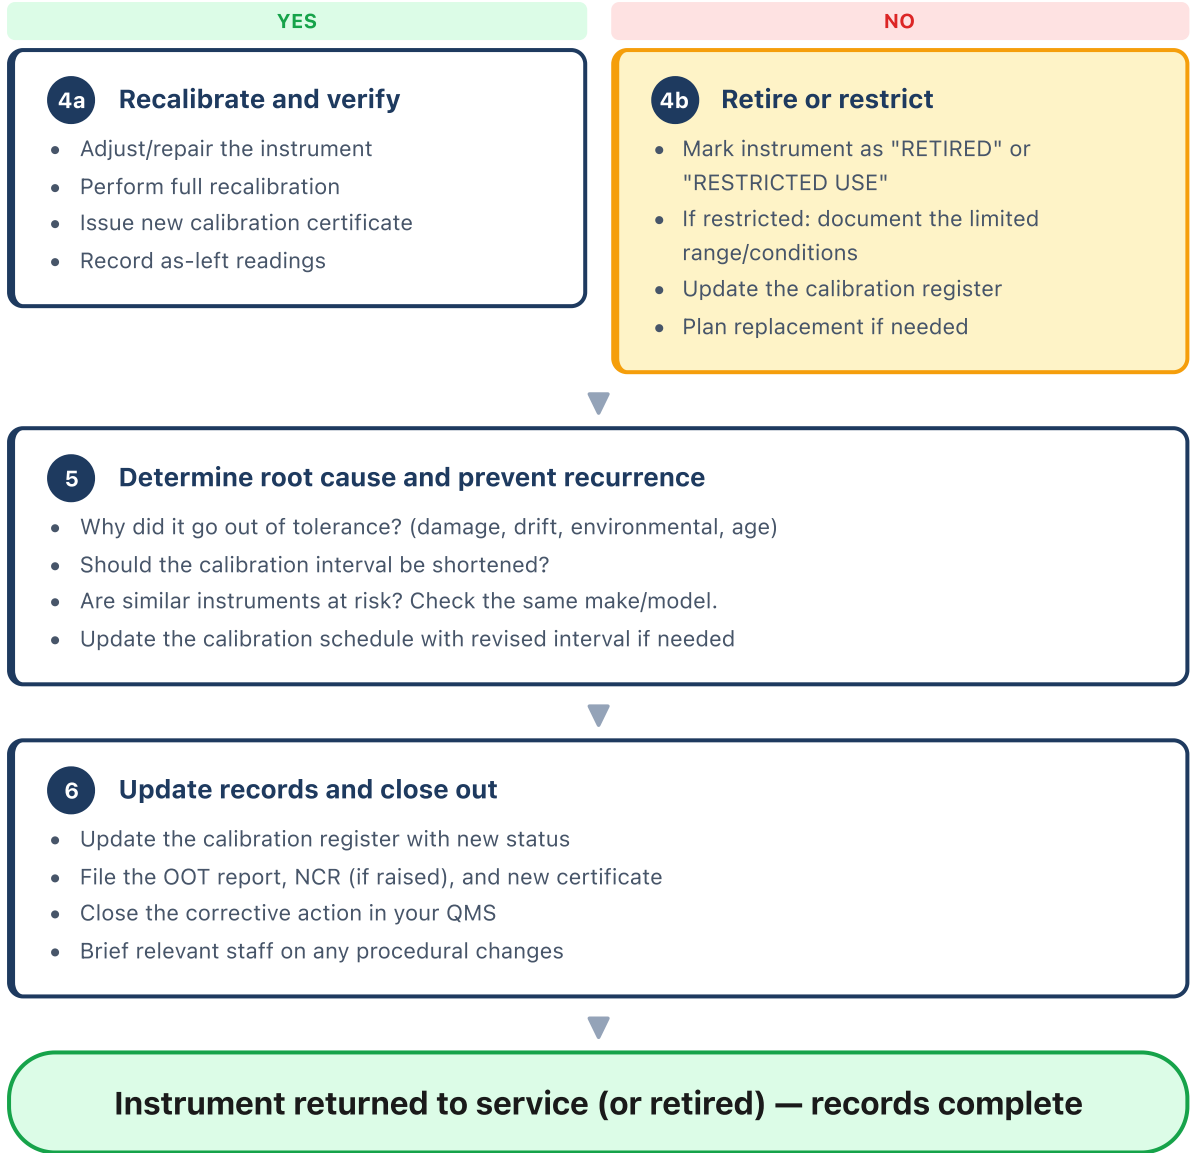 YES
NO
4a Recalibrate and verify
• Adjust/repair the instrument
• Perform full recalibration
• Issue new calibration certificate
• Record as-left readings
4b Retire or restrict
• Mark instrument as "RETIRED" or
"RESTRICTED USE"
• If restricted: document the limited
range/conditions
• Update the calibration register
• Plan replacement if needed
5 Determine root cause and prevent recurrence
• Why did it go out of tolerance? (damage, drift, environmental, age)
• Should the calibration interval be shortened?
• Are similar instruments at risk? Check the same make/model.
• Update the calibration schedule with revised interval if needed
6 Update records and close out
• Update the calibration register with new status
• File the OOT report, NCR (if raised), and new certificate
• Close the corrective action in your QMS
• Brief relevant staff on any procedural changes
Instrument returned to service (or retired) — records complete